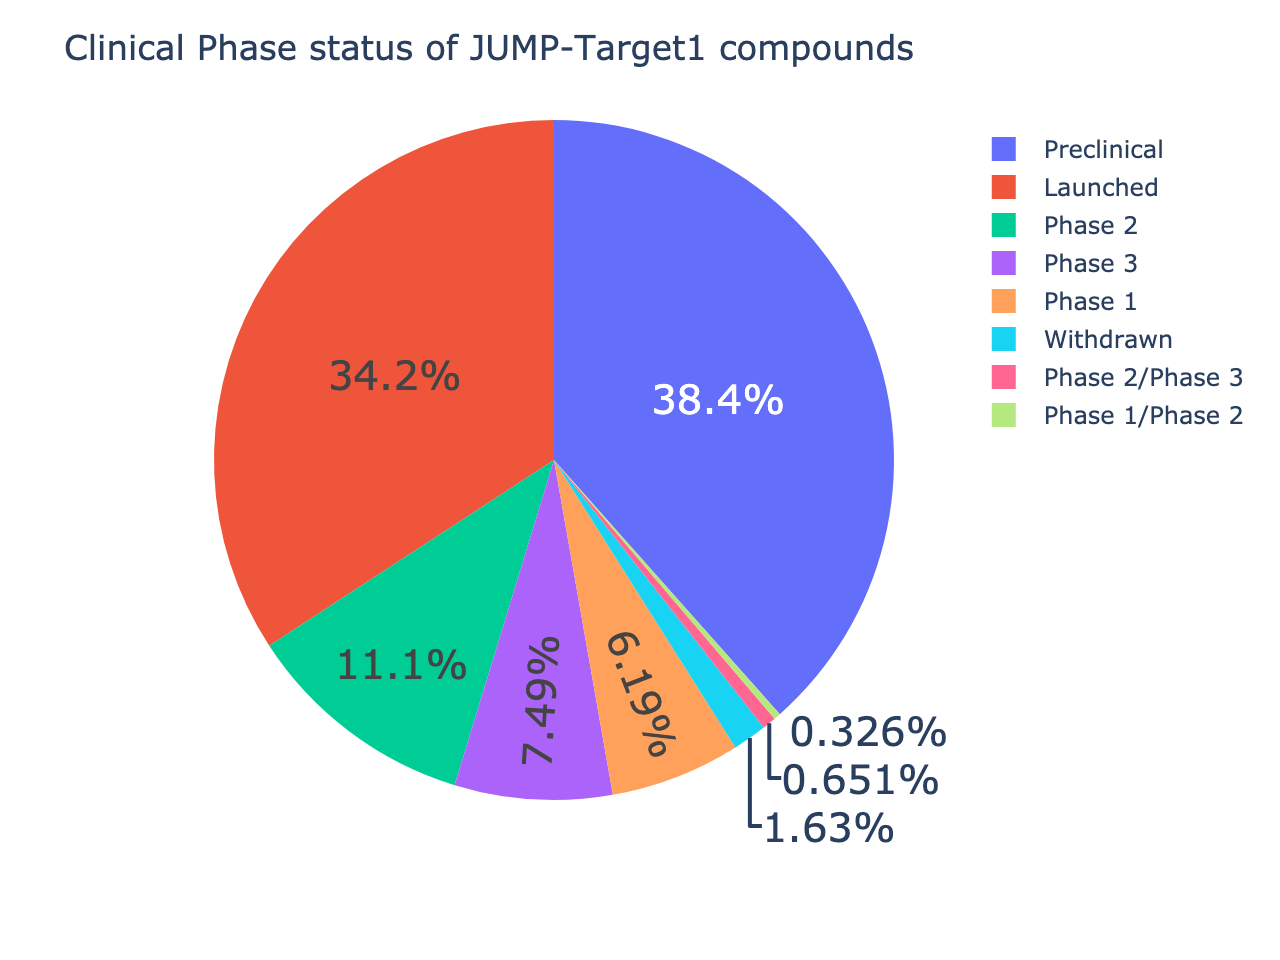 Clinical Phase status of JUMP-Target1 compounds
Preclinical
Launched
Phase 2
Phase 3
Phase 1
Withdrawn
Phase 2/Phase 3
Phase 1/Phase 2
34.2%
38.4%
11.1%
7.49%
6.19%
0.326%
0.651%
1.63%